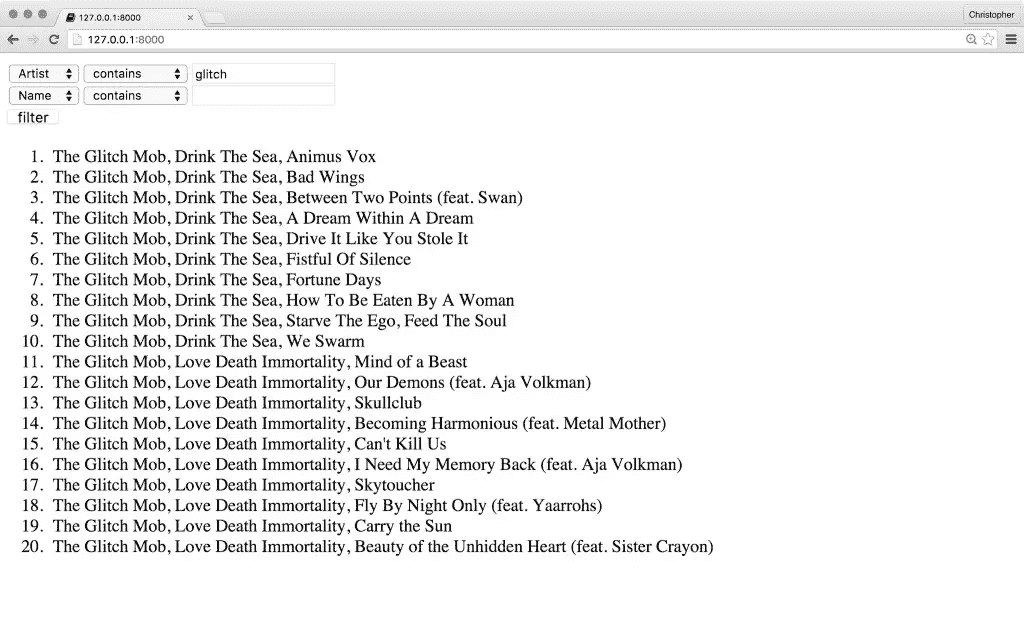 127.0.0.1:8000
Christopher
127.0.0.1:8000
Artist contains glitch
Name contains
filter
1. The Glitch Mob, Drink The Sea, Animus Vox
2. The Glitch Mob, Drink The Sea, Bad Wings
3. The Glitch Mob, Drink The Sea, Between Two Points (feat. Swan)
4. The Glitch Mob, Drink The Sea, A Dream Within A Dream
5. The Glitch Mob, Drink The Sea, Drive It Like You Stole It
6. The Glitch Mob, Drink The Sea, Fistful Of Silence
7. The Glitch Mob, Drink The Sea, Fortune Days
8. The Glitch Mob, Drink The Sea, How To Be Eaten By A Woman
9. The Glitch Mob, Drink The Sea, Starve The Ego, Feed The Soul
10. The Glitch Mob, Drink The Sea, We Swarm
11. The Glitch Mob, Love Death Immortality, Mind of a Beast
12. The Glitch Mob, Love Death Immortality, Our Demons (feat. Aja Volkman)
13. The Glitch Mob, Love Death Immortality, Skullclub
14. The Glitch Mob, Love Death Immortality, Becoming Harmonious (feat. Metal Mother)
15. The Glitch Mob, Love Death Immortality, Can't Kill Us
16. The Glitch Mob, Love Death Immortality, I Need My Memory Back (feat. Aja Volkman)
17. The Glitch Mob, Love Death Immortality, Skytoucher
18. The Glitch Mob, Love Death Immortality, Fly By Night Only (feat. Yaarrohs)
19. The Glitch Mob, Love Death Immortality, Carry the Sun
20. The Glitch Mob, Love Death Immortality, Beauty of the Unhidden Heart (feat. Sister Crayon)